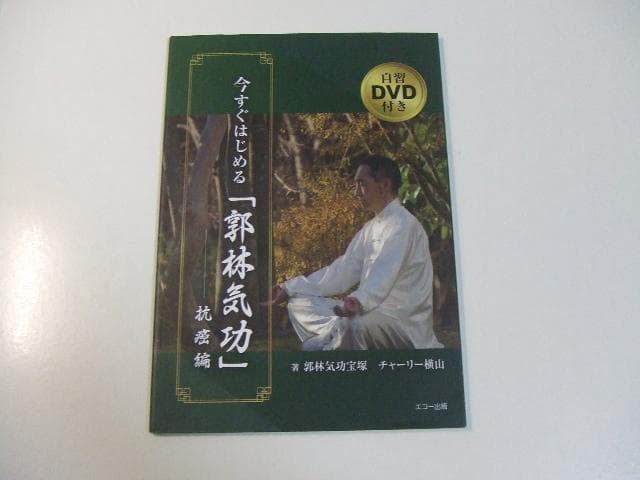 自習
DVD
付き
今すぐはじめる
「郭林気功」
抗癌編
著 郭林気功宝塚 チャーリー横山
エコー出版